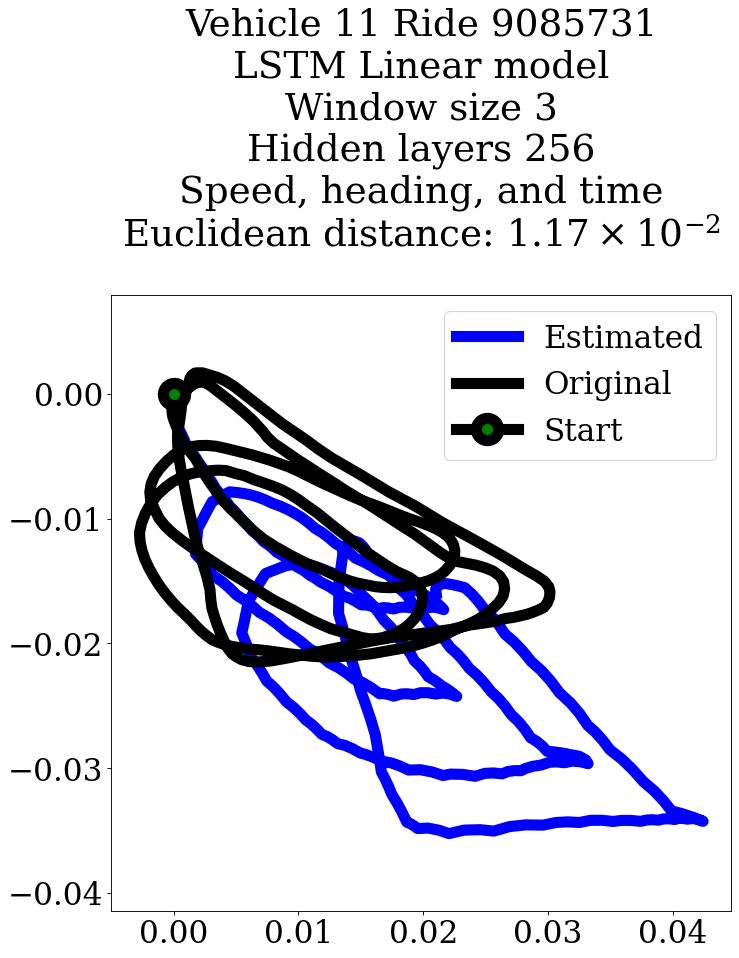 Vehicle 11 Ride 9085731
LSTM Linear model
Window size 3
Hidden layers 256
Speed, heading, and time
Euclidean distance: 1.17 × 10⁻²
Estimated
Original
Start
0.00
−0.01
−0.02
−0.03
−0.04
0.00 0.01 0.02 0.03 0.04